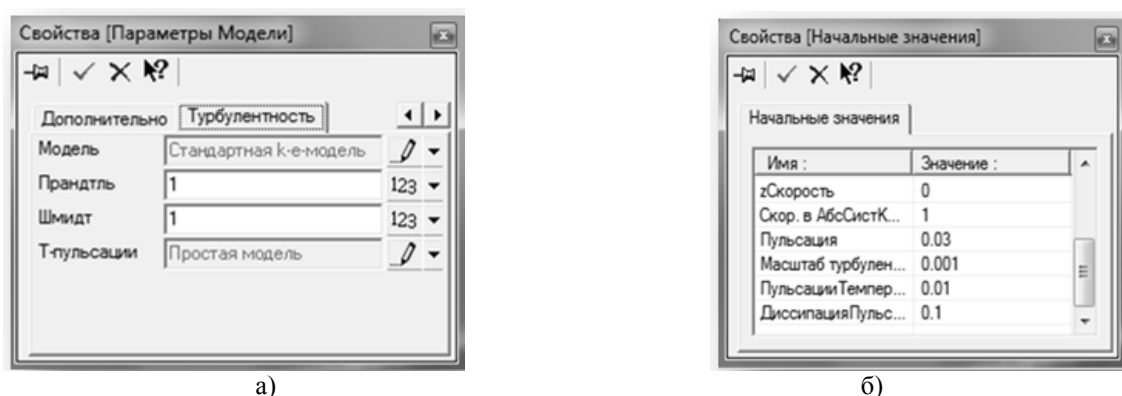 Свойства [Параметры Модели]
Дополнительно Турбулентность
Модель Стандартная k-e-модель
Прандтль 1 123
Шмидт 1 123
Т-пульсации Простая модель
а)
Свойства [Начальные значения]
Начальные значения
Имя : Значение :
zСкорость 0
Скор. в АбсСистК... 1
Пульсация 0.03
Масштаб турбулен... 0.001
ПульсацииТемпер... 0.01
ДиссипацияПульс... 0.1
б)